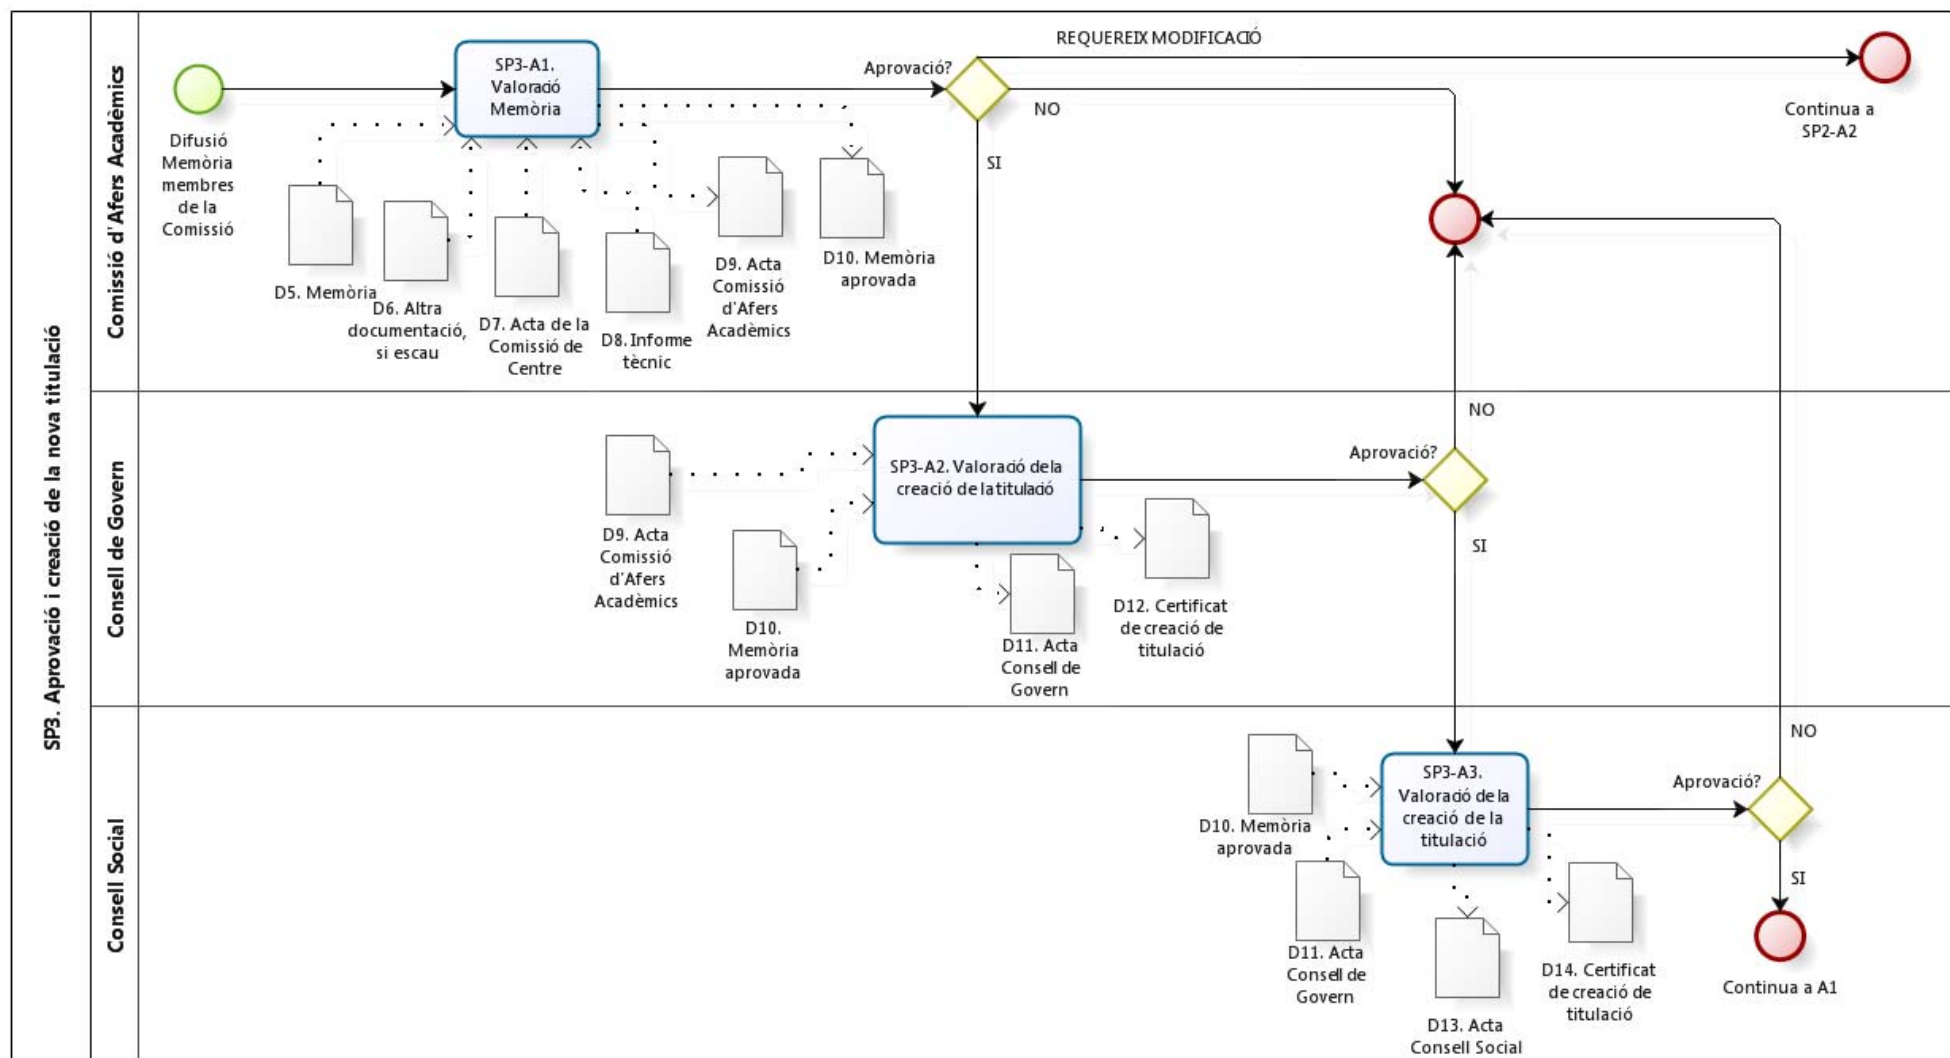 SP3. Aprovació i creació de la nova titulació
Comissió d'Afers Acadèmics
Difusió
Memòria
membres
de la
Comissió
SP3-A1.
Valoració
Memòria
D5. Memòria
D6. Altra
documentació,
si escau
D7. Acta de la
Comissió de
Centre
D8. Informe
tècnic
D9. Acta
Comissió
d'Afers
Acadèmics
D10. Memòria
aprovada
Aprovació?
REQUEREIX MODIFICACIÓ
NO
SI
Continua a
SP2-A2
Consell de Govern
D9. Acta
Comissió
d'Afers
Acadèmics
D10.
Memòria
aprovada
SP3-A2. Valoració de la
creació de la titulació
D11. Acta
Consell de
Govern
D12. Certificat
de creació de
titulació
Aprovació?
NO
SI
Consell Social
D10. Memòria
aprovada
D11. Acta
Consell de
Govern
SP3-A3.
Valoració de la
creació de la
titulació
D13. Acta
Consell Social
D14. Certificat
de creació de
titulació
Aprovació?
NO
SI
Continua a A1